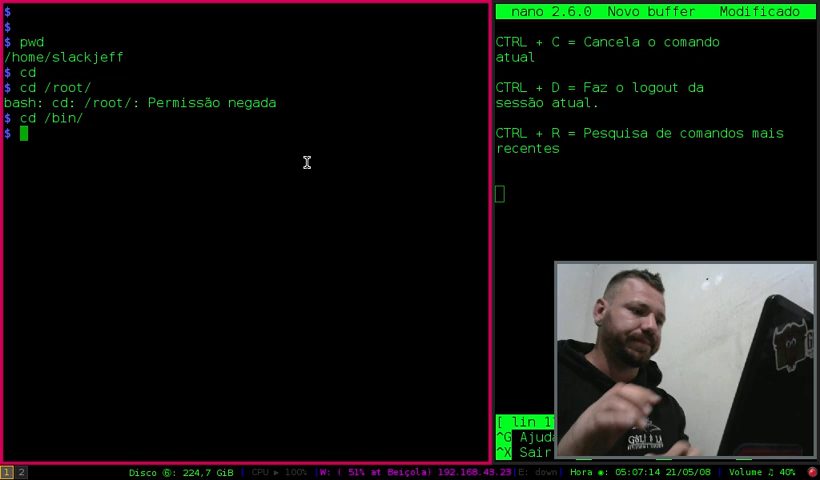 $
$
$ pwd
/home/slackjeff
$ cd
$ cd /root/
bash: cd: /root/: Permissão negada
$ cd /bin/
$
nano 2.6.0 Novo buffer Modificado
CTRL + C = Cancela o comando
atual
CTRL + D = Faz o logout da
sessão atual.
CTRL + R = Pesquisa de comandos mais
recentes
[ lin
^G Ajuda
^X Sair
1 2
Disco ⑥: 224,7 GiB | CPU ▶ 100% |W: ( 51% at Beiçola) 192.168.43.23|E: down| Hora ◉: 05:07:14 21/05/08 | Volume ♫ 40%